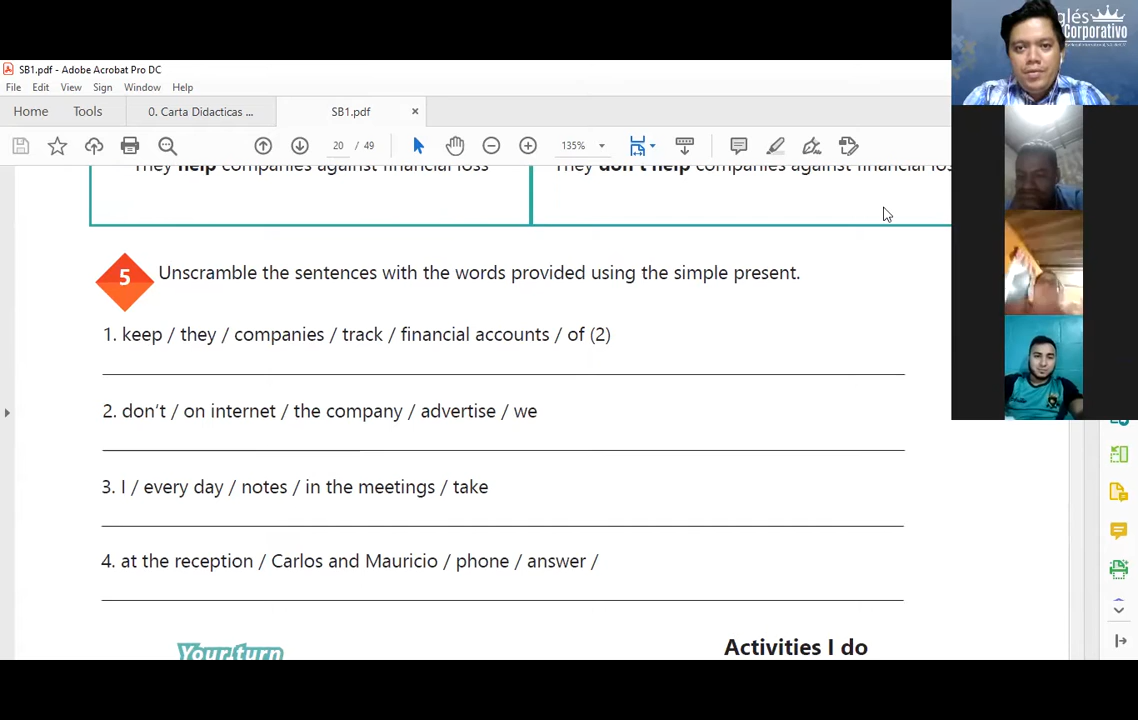 glés
Corporativo
SB1.pdf - Adobe Acrobat Pro DC
File Edit View Sign Window Help
Home Tools 0. Carta Didacticas ... SB1.pdf ×
20 / 49 135%
They help companies against financial loss
They don't help companies against financial los
5 Unscramble the sentences with the words provided using the simple present.
1. keep / they / companies / track / financial accounts / of (2)
2. don't / on internet / the company / advertise / we
3. I / every day / notes / in the meetings / take
4. at the reception / Carlos and Mauricio / phone / answer /
Your turn
Activities I do